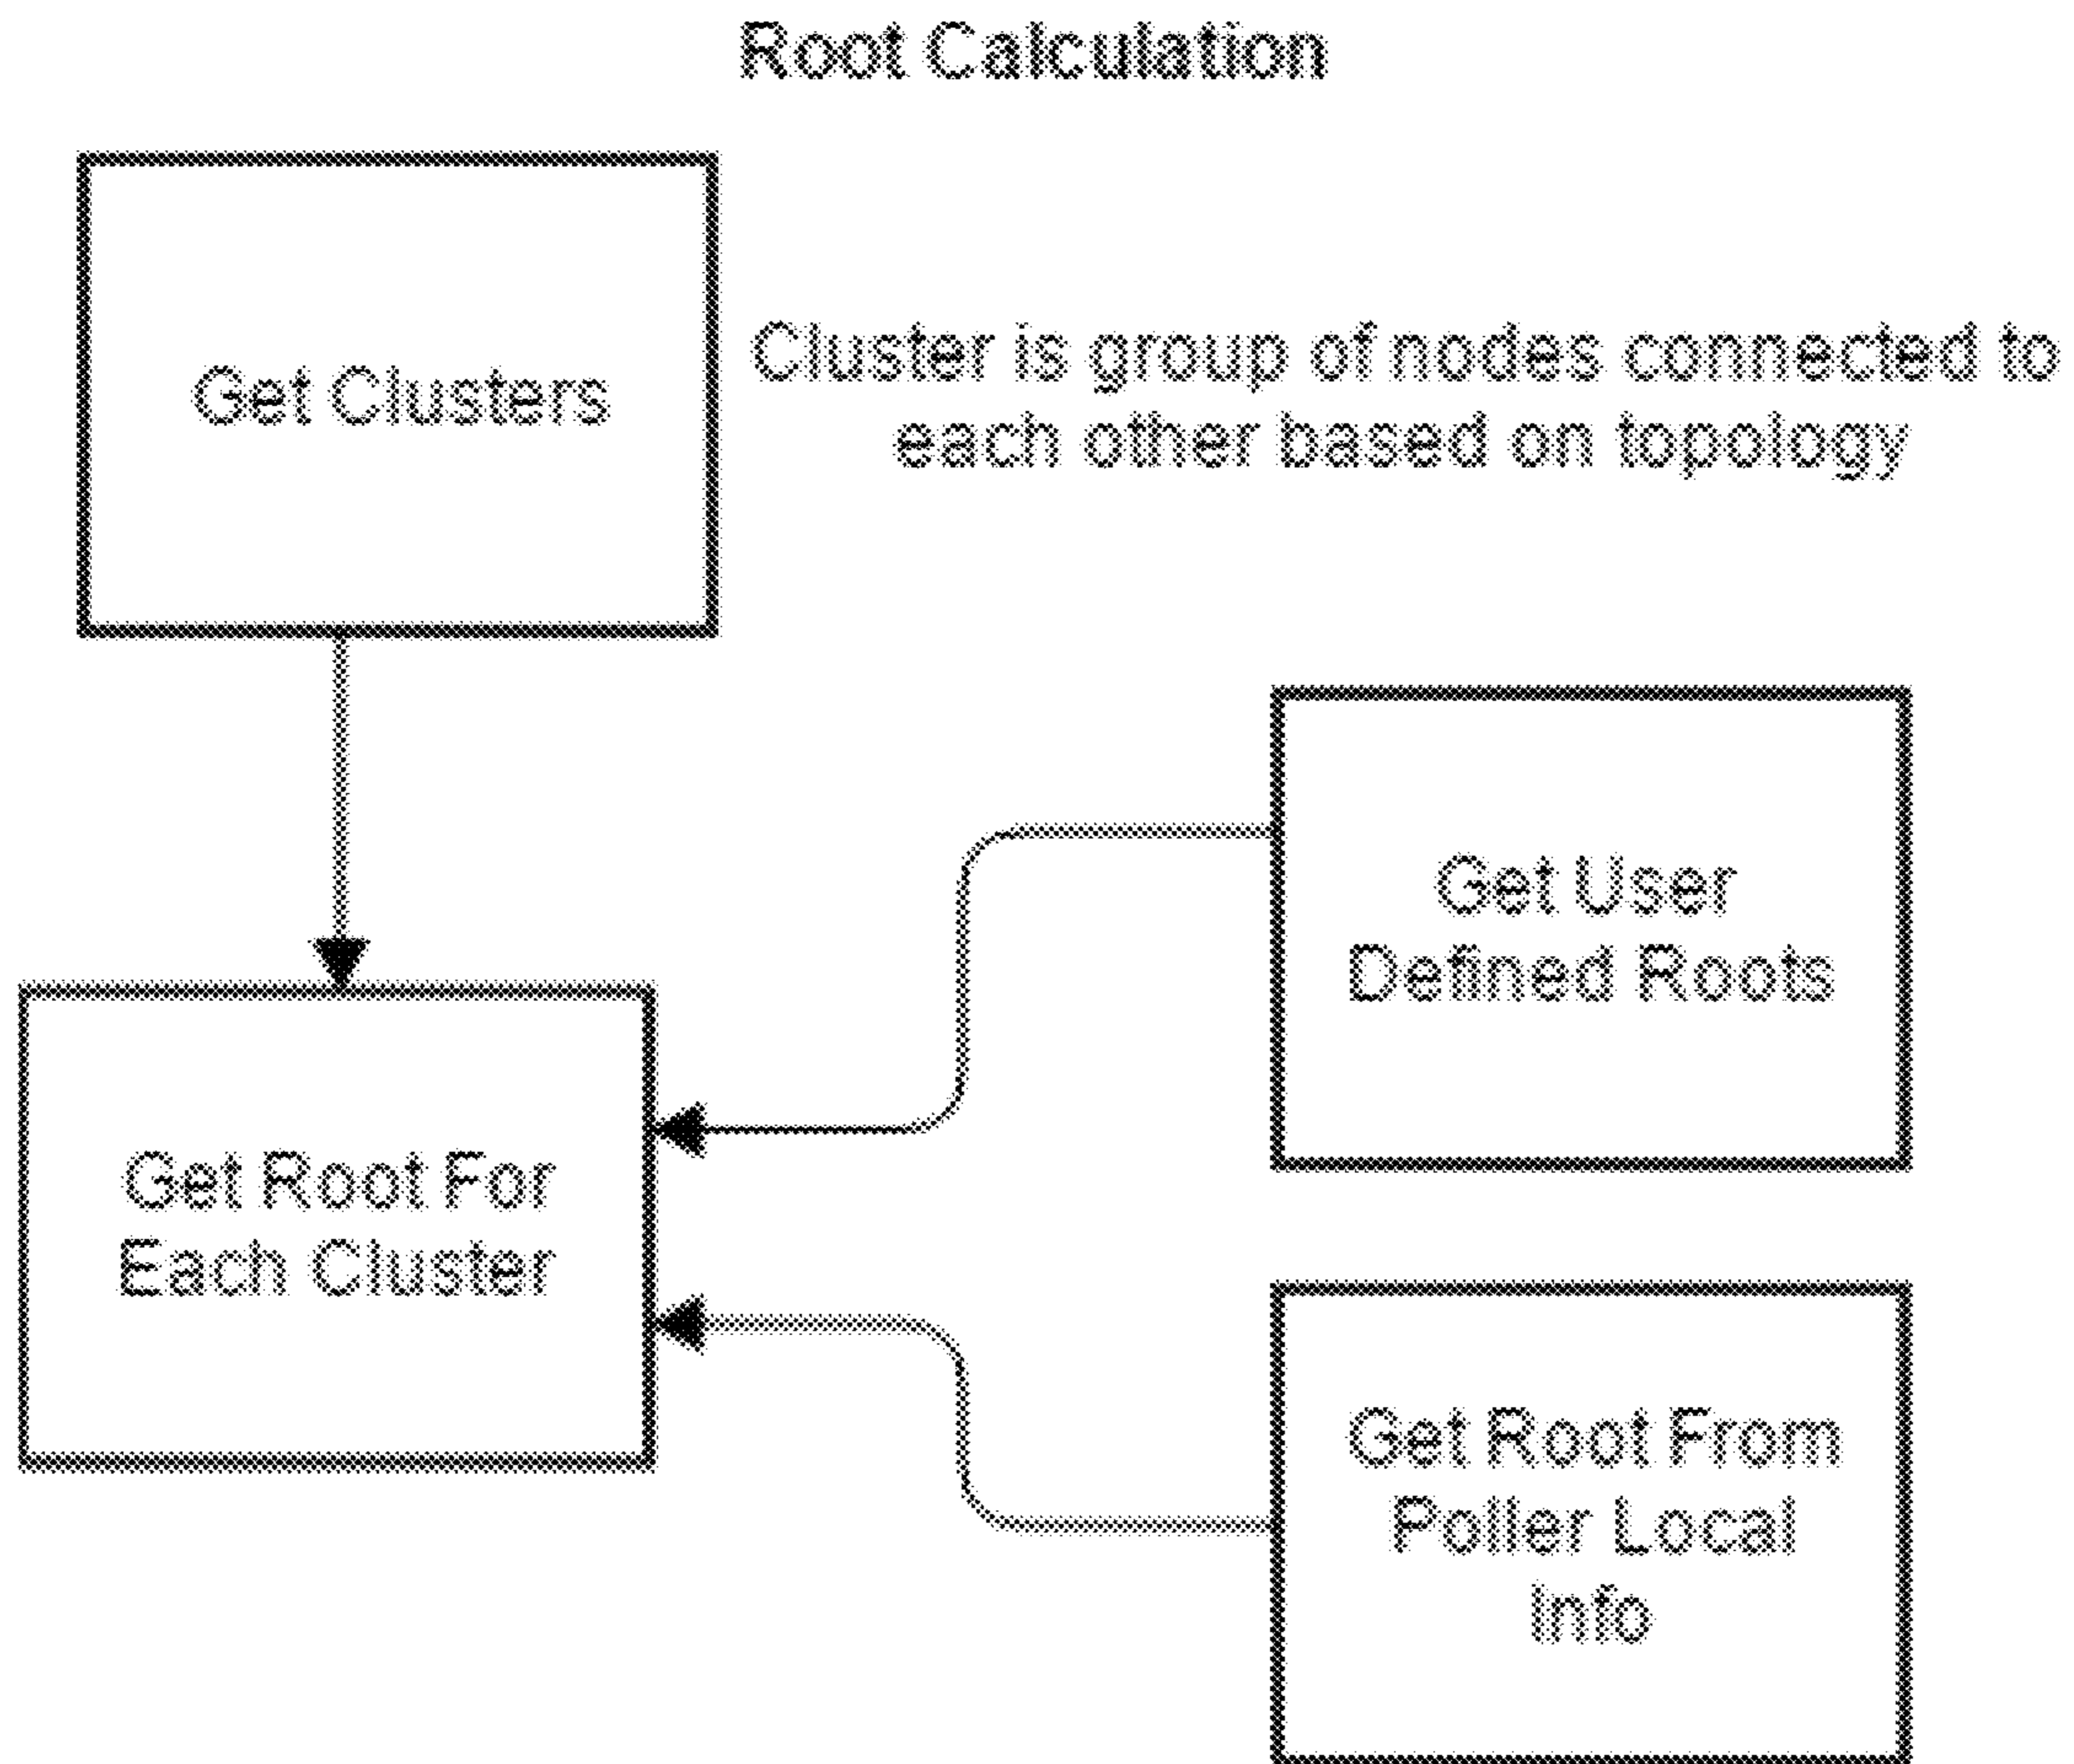 Root Calculation
Get Clusters
Cluster is group of nodes connected to
each other based on topology
Get User
Defined Roots
Get Root For
Each Cluster
Get Root From
Poller Local
Info